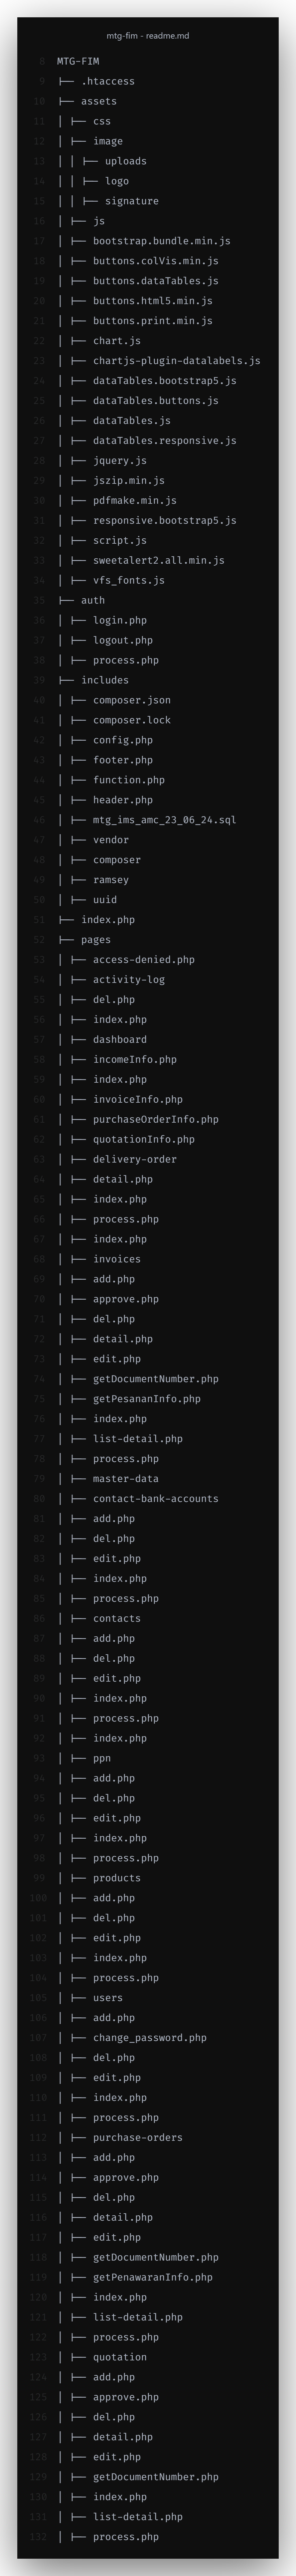 mtg-fim - readme.md
8 MTG-FIM
9 ├── .htaccess
10 ├── assets
11 │ ├── css
12 │ ├── image
13 │ │ ├── uploads
14 │ │ ├── logo
15 │ │ ├── signature
16 │ ├── js
17 │ ├── bootstrap.bundle.min.js
18 │ ├── buttons.colVis.min.js
19 │ ├── buttons.dataTables.js
20 │ ├── buttons.html5.min.js
21 │ ├── buttons.print.min.js
22 │ ├── chart.js
23 │ ├── chartjs-plugin-datalabels.js
24 │ ├── dataTables.bootstrap5.js
25 │ ├── dataTables.buttons.js
26 │ ├── dataTables.js
27 │ ├── dataTables.responsive.js
28 │ ├── jquery.js
29 │ ├── jszip.min.js
30 │ ├── pdfmake.min.js
31 │ ├── responsive.bootstrap5.js
32 │ ├── script.js
33 │ ├── sweetalert2.all.min.js
34 │ ├── vfs_fonts.js
35 ├── auth
36 │ ├── login.php
37 │ ├── logout.php
38 │ ├── process.php
39 ├── includes
40 │ ├── composer.json
41 │ ├── composer.lock
42 │ ├── config.php
43 │ ├── footer.php
44 │ ├── function.php
45 │ ├── header.php
46 │ ├── mtg_ims_amc_23_06_24.sql
47 │ ├── vendor
48 │ ├── composer
49 │ ├── ramsey
50 │ ├── uuid
51 ├── index.php
52 ├── pages
53 │ ├── access-denied.php
54 │ ├── activity-log
55 │ ├── del.php
56 │ ├── index.php
57 │ ├── dashboard
58 │ ├── incomeInfo.php
59 │ ├── index.php
60 │ ├── invoiceInfo.php
61 │ ├── purchaseOrderInfo.php
62 │ ├── quotationInfo.php
63 │ ├── delivery-order
64 │ ├── detail.php
65 │ ├── index.php
66 │ ├── process.php
67 │ ├── index.php
68 │ ├── invoices
69 │ ├── add.php
70 │ ├── approve.php
71 │ ├── del.php
72 │ ├── detail.php
73 │ ├── edit.php
74 │ ├── getDocumentNumber.php
75 │ ├── getPesananInfo.php
76 │ ├── index.php
77 │ ├── list-detail.php
78 │ ├── process.php
79 │ ├── master-data
80 │ ├── contact-bank-accounts
81 │ ├── add.php
82 │ ├── del.php
83 │ ├── edit.php
84 │ ├── index.php
85 │ ├── process.php
86 │ ├── contacts
87 │ ├── add.php
88 │ ├── del.php
89 │ ├── edit.php
90 │ ├── index.php
91 │ ├── process.php
92 │ ├── index.php
93 │ ├── ppn
94 │ ├── add.php
95 │ ├── del.php
96 │ ├── edit.php
97 │ ├── index.php
98 │ ├── process.php
99 │ ├── products
100 │ ├── add.php
101 │ ├── del.php
102 │ ├── edit.php
103 │ ├── index.php
104 │ ├── process.php
105 │ ├── users
106 │ ├── add.php
107 │ ├── change_password.php
108 │ ├── del.php
109 │ ├── edit.php
110 │ ├── index.php
111 │ ├── process.php
112 │ ├── purchase-orders
113 │ ├── add.php
114 │ ├── approve.php
115 │ ├── del.php
116 │ ├── detail.php
117 │ ├── edit.php
118 │ ├── getDocumentNumber.php
119 │ ├── getPenawaranInfo.php
120 │ ├── index.php
121 │ ├── list-detail.php
122 │ ├── process.php
123 │ ├── quotation
124 │ ├── add.php
125 │ ├── approve.php
126 │ ├── del.php
127 │ ├── detail.php
128 │ ├── edit.php
129 │ ├── getDocumentNumber.php
130 │ ├── index.php
131 │ ├── list-detail.php
132 │ ├── process.php